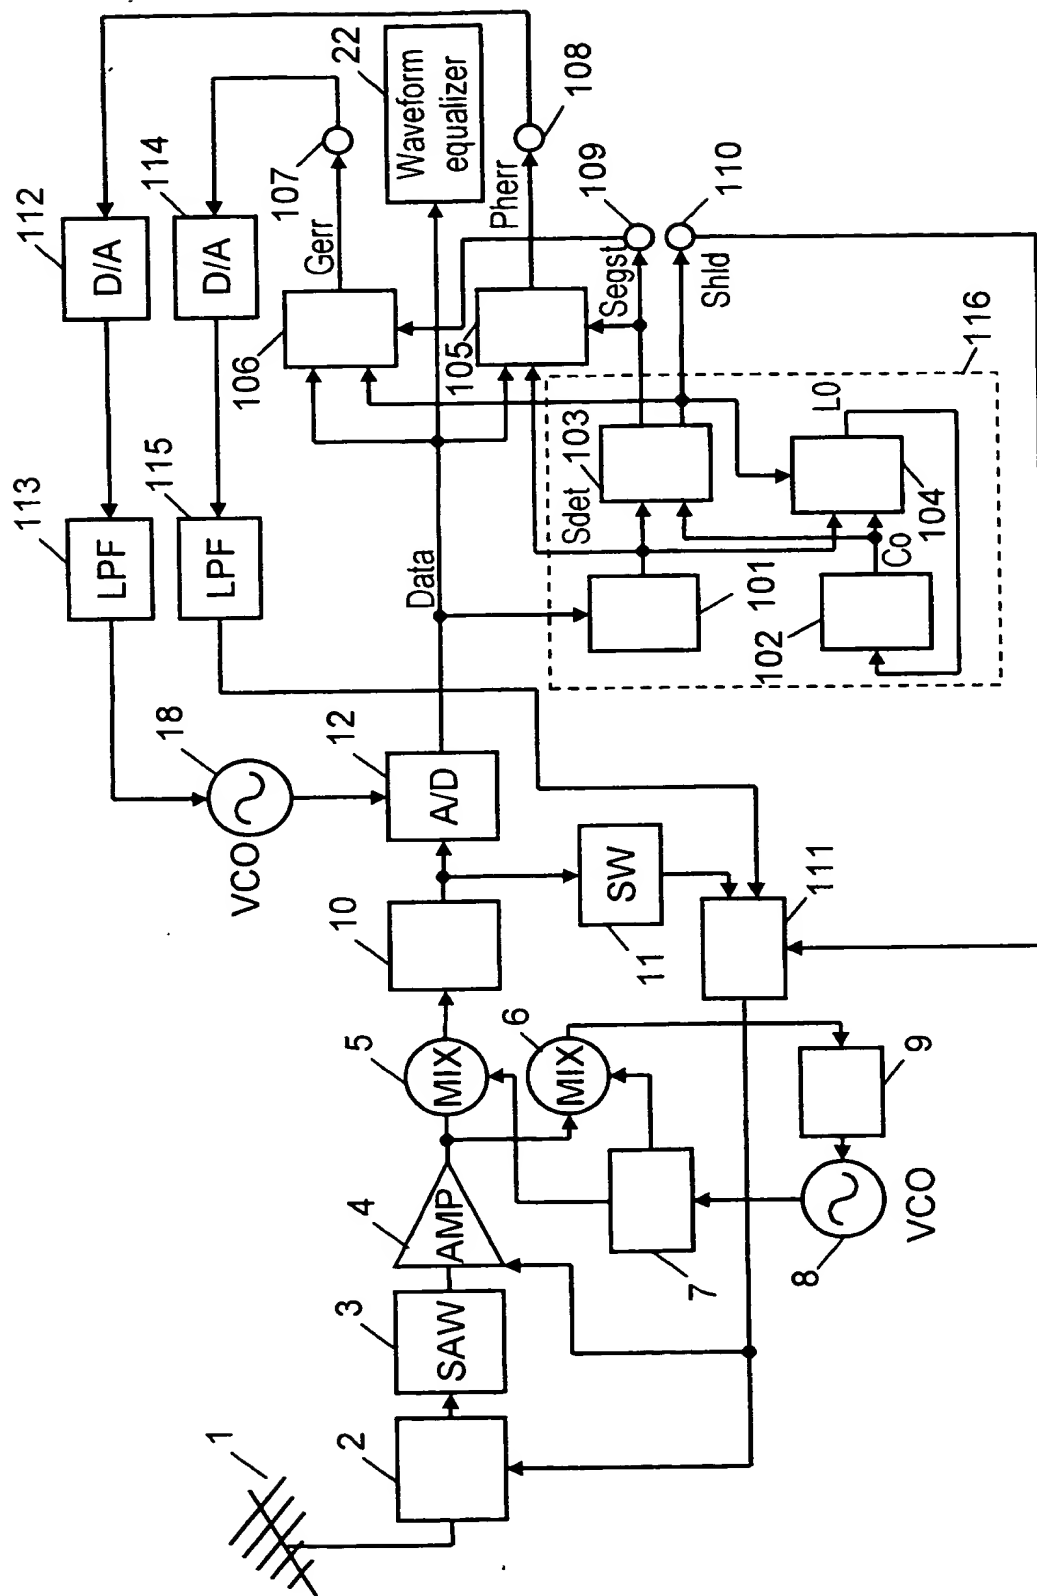 1
2
3
SAW
4
AMP
5
MIX
6
MIX
7
8
VCO
9
10
11
SW
111
12
A/D
18
VCO
113
LPF
115
LPF
112
D/A
114
D/A
Data
106
Gerr
107
22
Waveform
equalizer
105
Pherr
108
Segst
109
Shld
110
Sdet
103
101
102
C0
104
L0
116